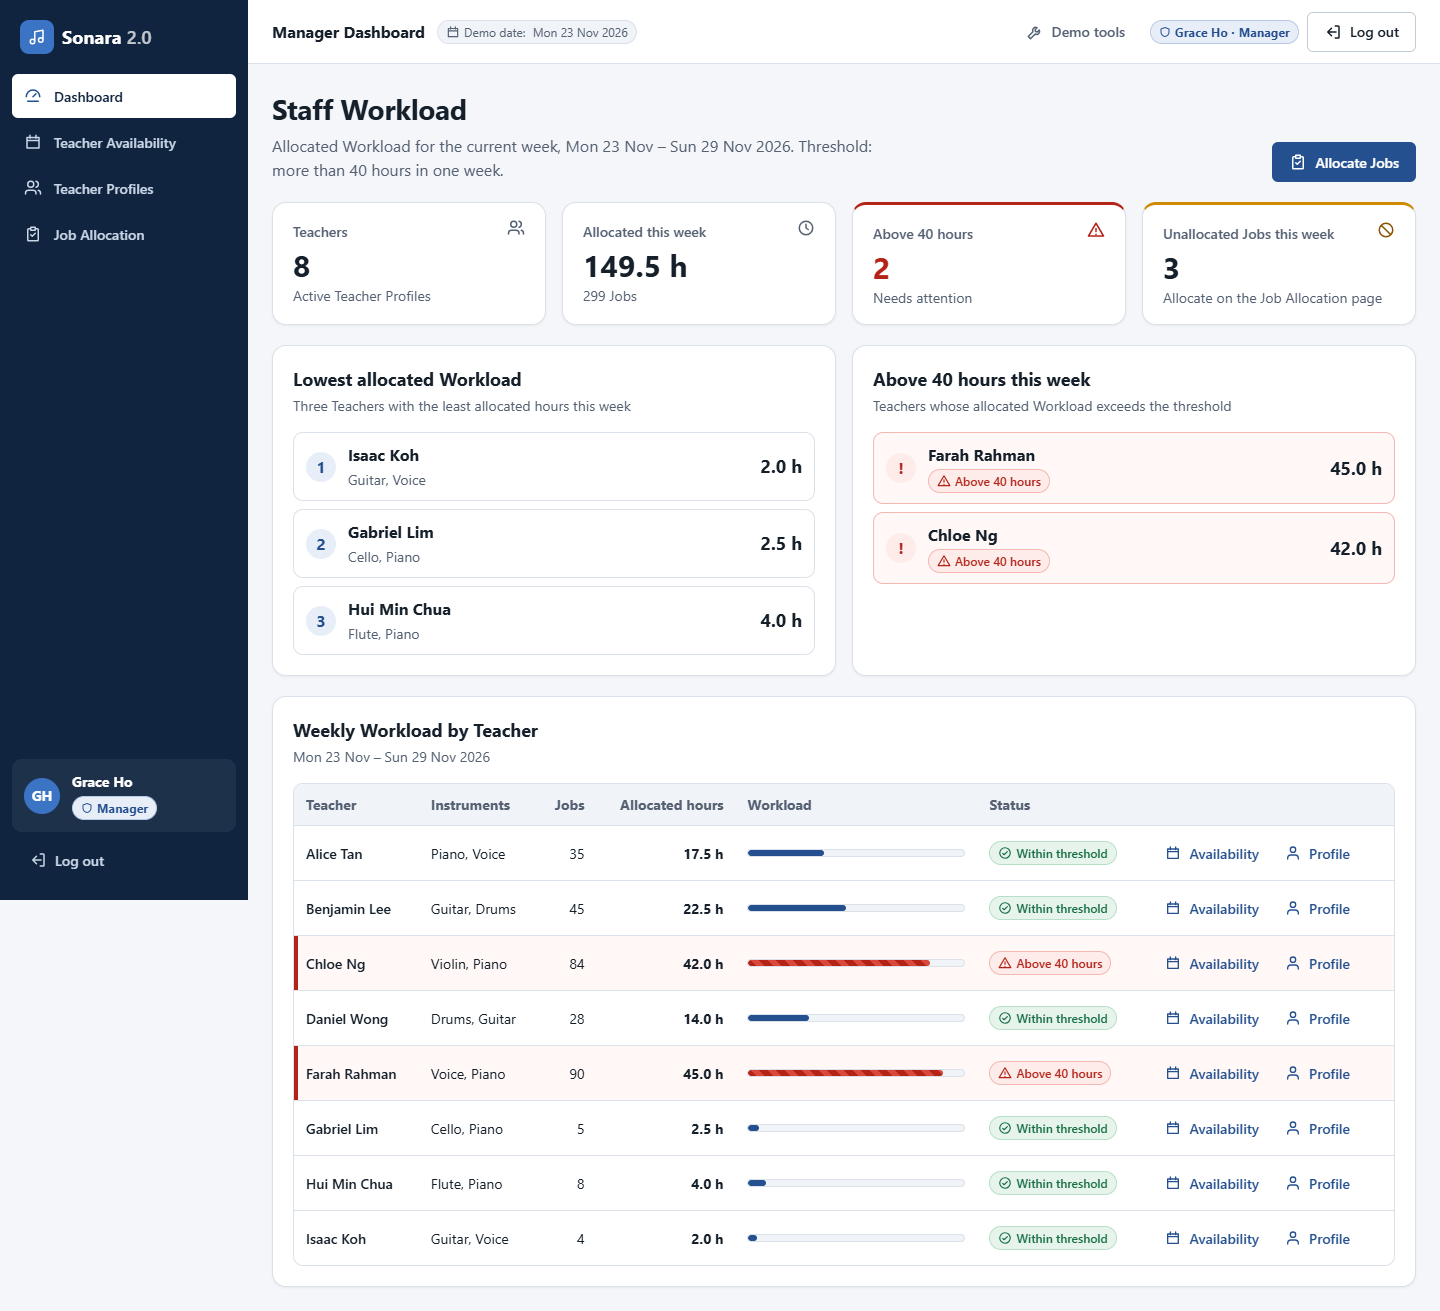 Sonara 2.0
Dashboard
Teacher Availability
Teacher Profiles
Job Allocation
Grace Ho
GH
Manager
Log out
Manager Dashboard
Demo date: Mon 23 Nov 2026
Demo tools
Grace Ho · Manager
Log out
Staff Workload
Allocated Workload for the current week, Mon 23 Nov – Sun 29 Nov 2026. Threshold:
more than 40 hours in one week.
Allocate Jobs
Teachers
8
Active Teacher Profiles
Allocated this week
149.5 h
299 Jobs
Above 40 hours
2
Needs attention
Unallocated Jobs this week
3
Allocate on the Job Allocation page
Lowest allocated Workload
Three Teachers with the least allocated hours this week
1
Isaac Koh
Guitar, Voice
2.0 h
2
Gabriel Lim
Cello, Piano
2.5 h
3
Hui Min Chua
Flute, Piano
4.0 h
Above 40 hours this week
Teachers whose allocated Workload exceeds the threshold
!
Farah Rahman
Above 40 hours
45.0 h
!
Chloe Ng
Above 40 hours
42.0 h
Weekly Workload by Teacher
Mon 23 Nov – Sun 29 Nov 2026
Teacher Instruments Jobs Allocated hours Workload Status
Alice Tan Piano, Voice 35 17.5 h Within threshold Availability Profile
Benjamin Lee Guitar, Drums 45 22.5 h Within threshold Availability Profile
Chloe Ng Violin, Piano 84 42.0 h Above 40 hours Availability Profile
Daniel Wong Drums, Guitar 28 14.0 h Within threshold Availability Profile
Farah Rahman Voice, Piano 90 45.0 h Above 40 hours Availability Profile
Gabriel Lim Cello, Piano 5 2.5 h Within threshold Availability Profile
Hui Min Chua Flute, Piano 8 4.0 h Within threshold Availability Profile
Isaac Koh Guitar, Voice 4 2.0 h Within threshold Availability Profile